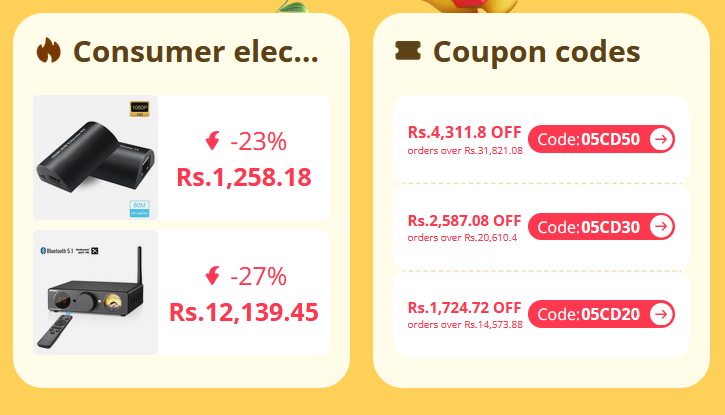 Consumer elec...
1080P
HD
60M
-23%
Rs.1,258.18
Bluetooth 5.1
-27%
Rs.12,139.45
Coupon codes
Rs.4,311.8 OFF
orders over Rs.31,821.08
Code:05CD50
Rs.2,587.08 OFF
orders over Rs.20,610.4
Code:05CD30
Rs.1,724.72 OFF
orders over Rs.14,573.88
Code:05CD20